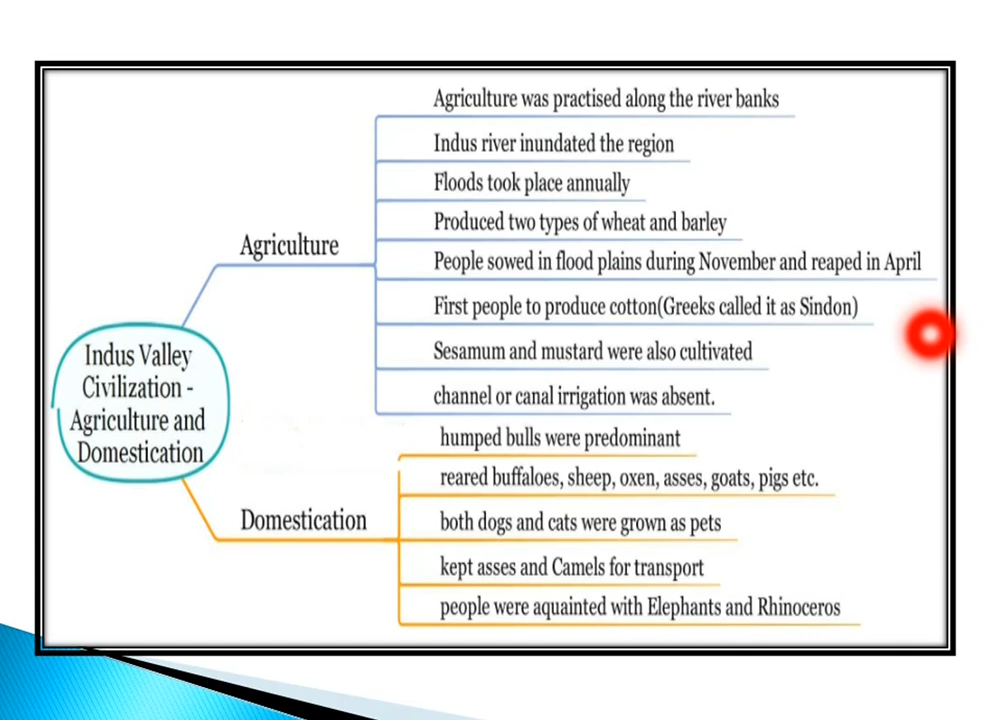 Agriculture was practised along the river banks
Indus river inundated the region
Floods took place annually
Produced two types of wheat and barley
Agriculture
People sowed in flood plains during November and reaped in April
First people to produce cotton(Greeks called it as Sindon)
Sesamum and mustard were also cultivated
channel or canal irrigation was absent.
Indus Valley
Civilization -
Agriculture and
Domestication
humped bulls were predominant
reared buffaloes, sheep, oxen, asses, goats, pigs etc.
Domestication
both dogs and cats were grown as pets
kept asses and Camels for transport
people were aquainted with Elephants and Rhinoceros